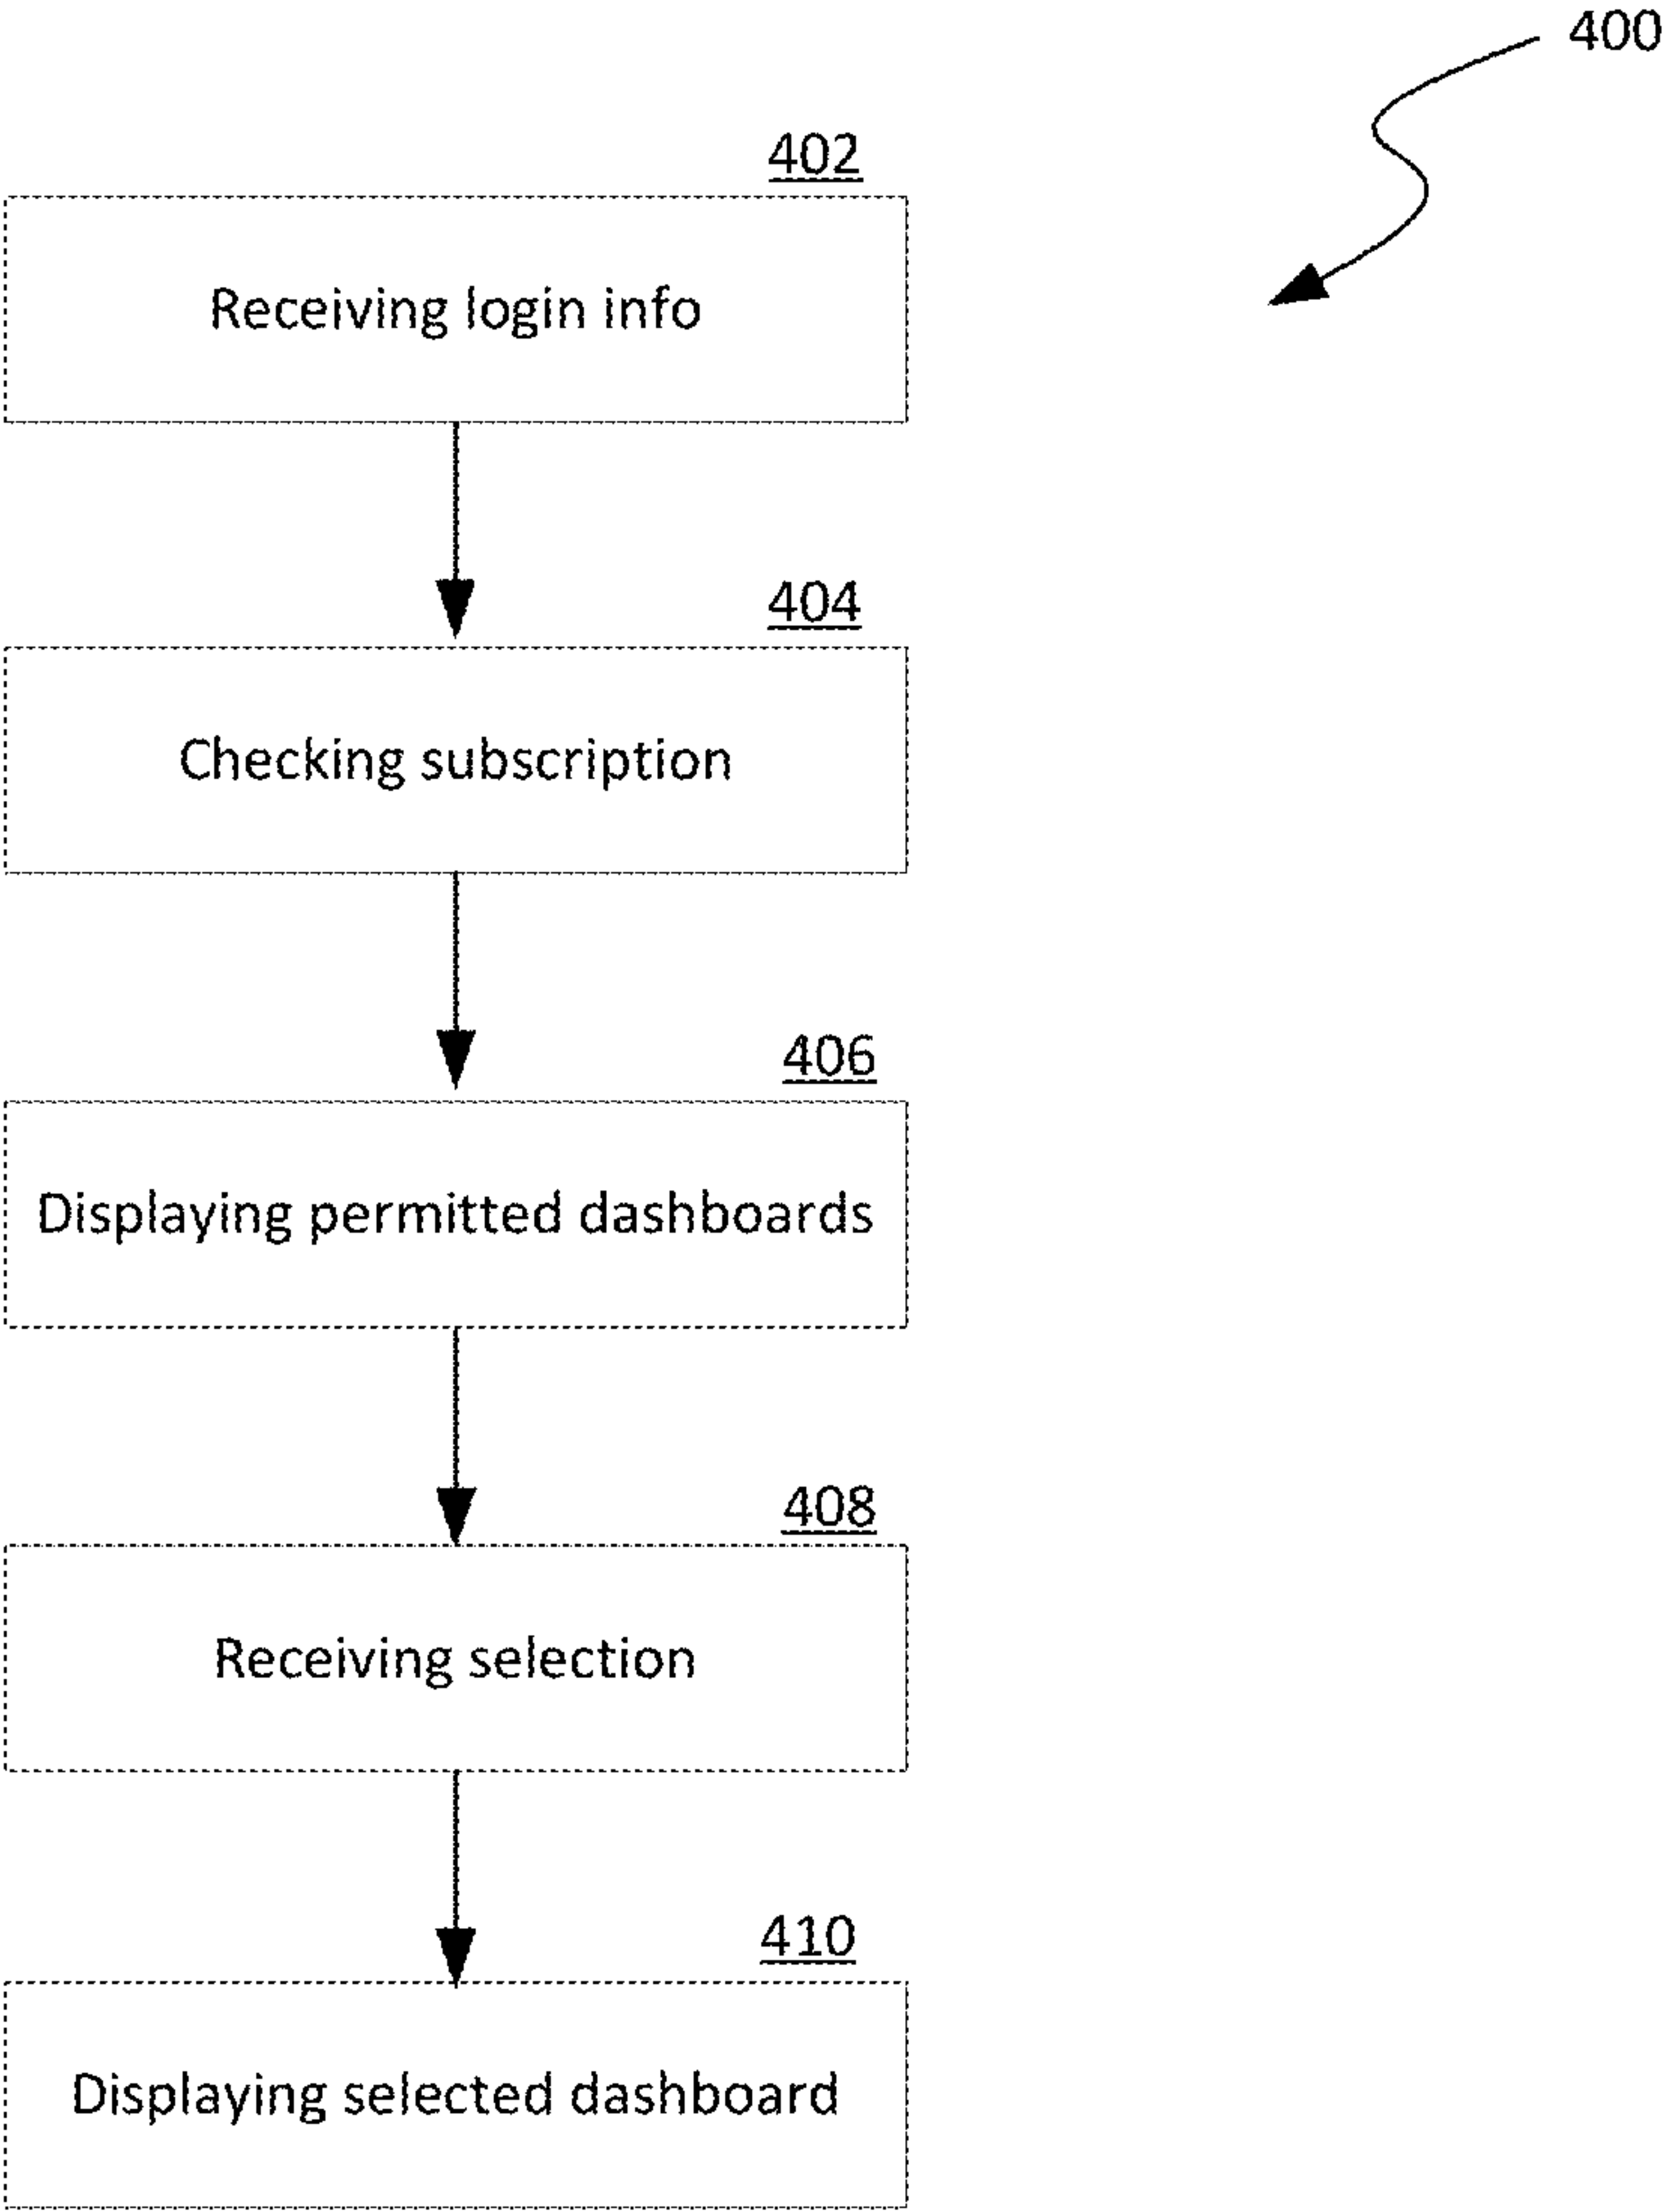 400
402
Receiving login info
404
Checking subscription
406
Displaying permitted dashboards
408
Receiving selection
410
Displaying selected dashboard